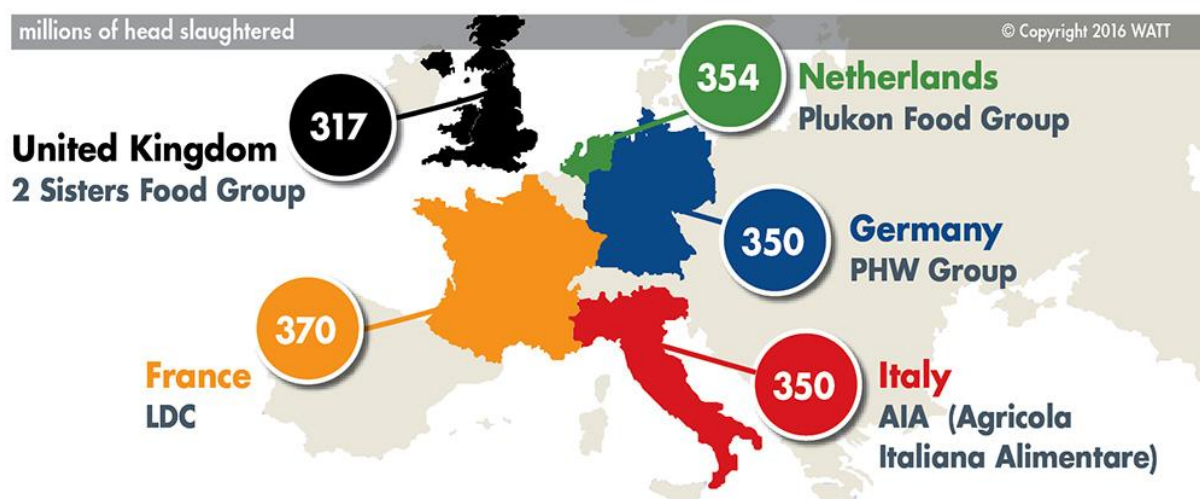 millions of head slaughtered
© Copyright 2016 WATT
354
Netherlands
Plukon Food Group
317
United Kingdom
2 Sisters Food Group
350
Germany
PHW Group
370
France
LDC
350
Italy
AIA (Agricola
Italiana Alimentare)